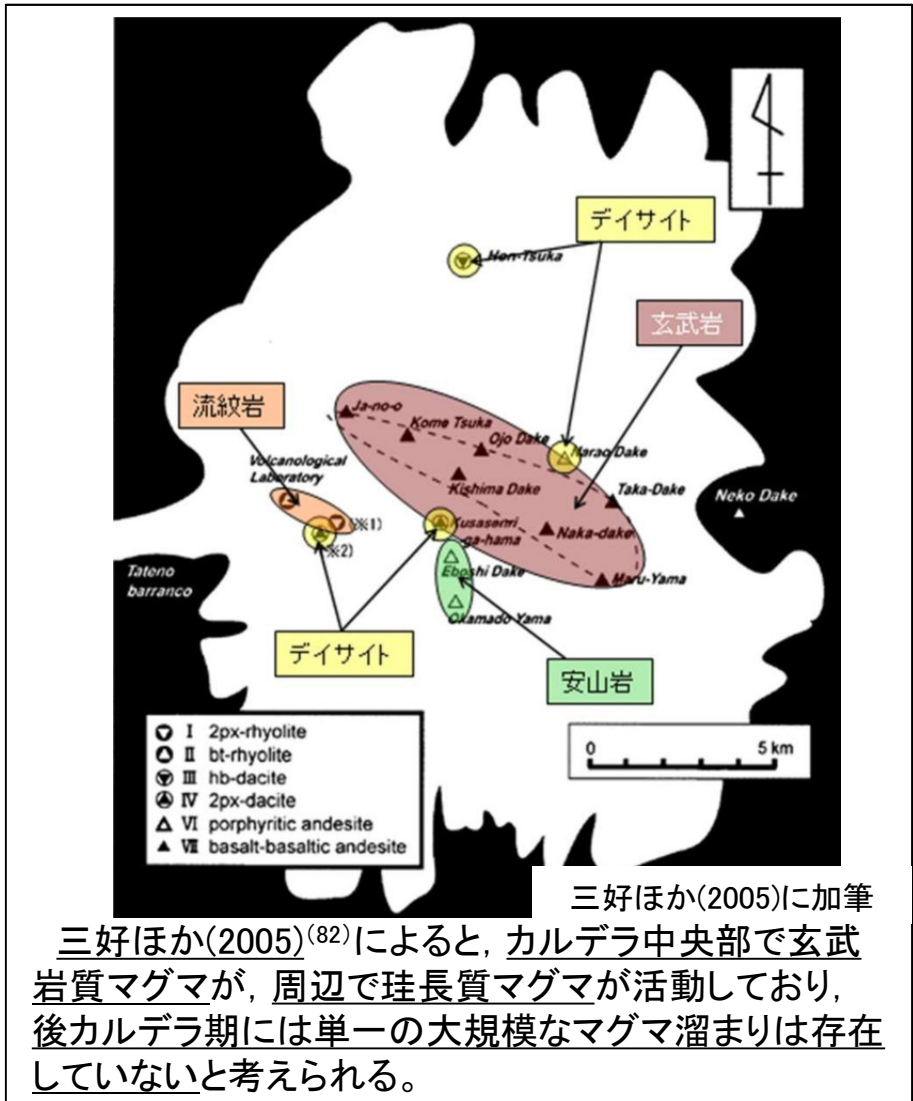 デイサイト
Hon-Tsuka
玄武岩
流紋岩
Ja-no-o
Kome Tsuka
Ojo Dake
Narao Dake
Volcanological
Laboratory
Kishima Dake
Taka-Dake
Neko Dake
(※1)
Kusasenri
-ga-hama
Naka-dake
(※2)
Eboshi Dake
Maru-Yama
Tateno
barranco
Okamado Yama
デイサイト
安山岩
I 2px-rhyolite
II bt-rhyolite
III hb-dacite
IV 2px-dacite
VI porphyritic andesite
VII basalt-basaltic andesite
0 5 km
三好ほか(2005)に加筆
三好ほか(2005)(82)によると, カルデラ中央部で玄武
岩質マグマが, 周辺で珪長質マグマが活動しており,
後カルデラ期には単一の大規模なマグマ溜まりは存在
していないと考えられる。